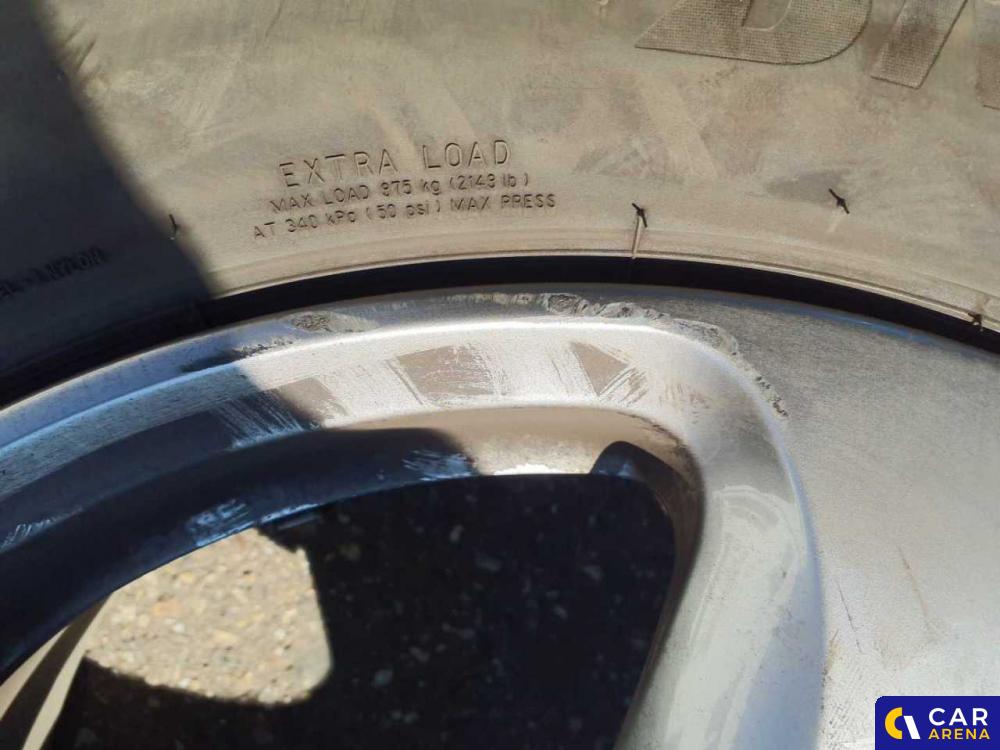 EXTRA LOAD
MAX LOAD 975 kg (2149 lb)
AT 340 kPa (50 psi) MAX PRESS
CAR
ARENA